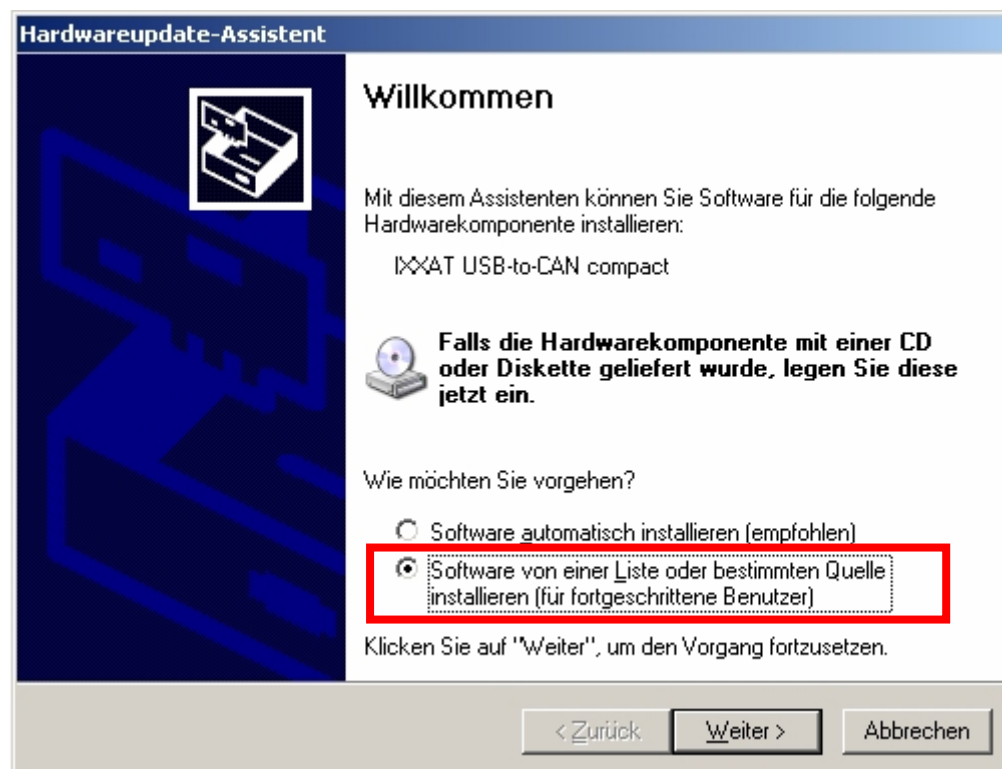 Hardwareupdate-Assistent
Willkommen
Mit diesem Assistenten können Sie Software für die folgende
Hardwarekomponente installieren:
IXXAT USB-to-CAN compact
Falls die Hardwarekomponente mit einer CD
oder Diskette geliefert wurde, legen Sie diese
jetzt ein.
Wie möchten Sie vorgehen?
Software automatisch installieren (empfohlen)
Software von einer Liste oder bestimmten Quelle
installieren (für fortgeschrittene Benutzer)
Klicken Sie auf "Weiter", um den Vorgang fortzusetzen.
< Zurück Weiter > Abbrechen